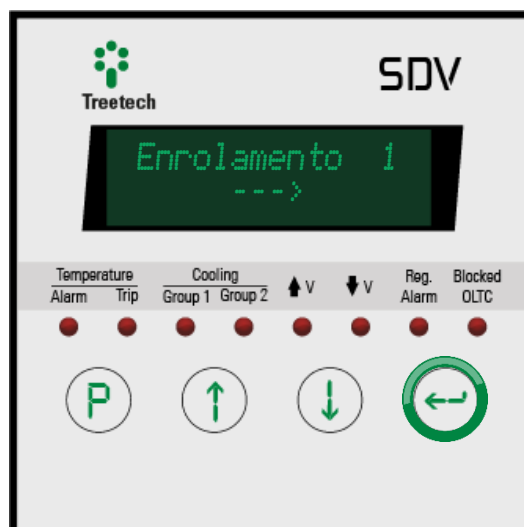 Treetech
SDV
Enrolamento 1
--->
Temperature
Alarm Trip
Cooling
Group 1 Group 2
V
V
Reg.
Alarm
Blocked
OLTC
P